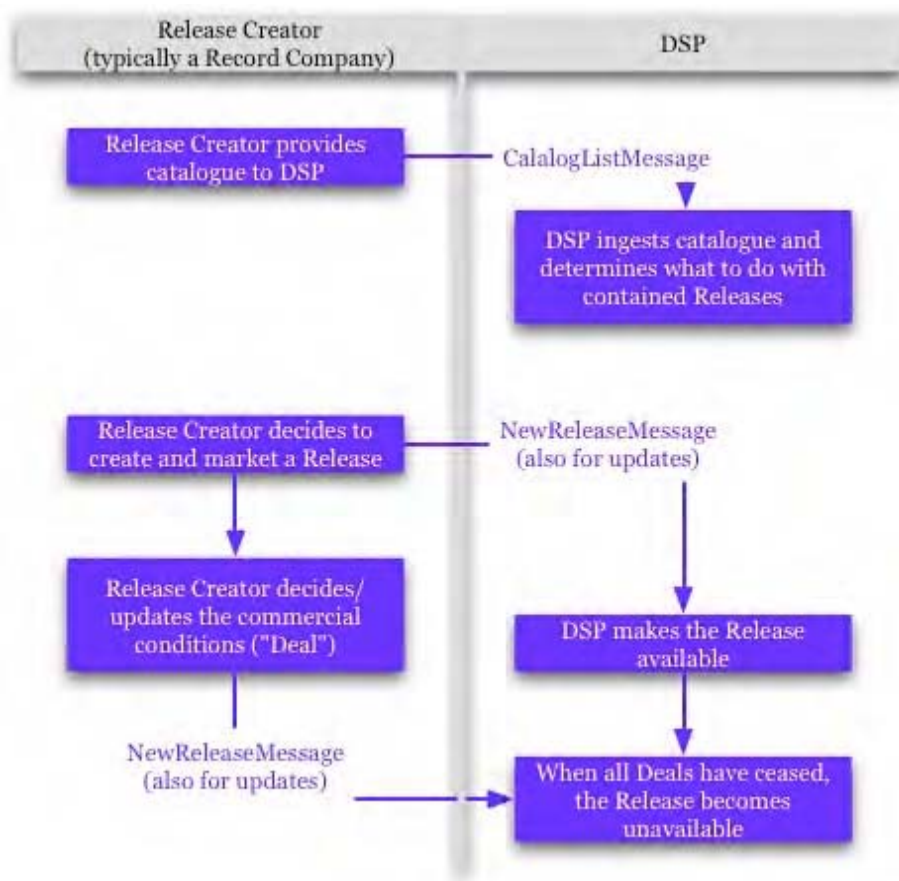 Release Creator
(typically a Record Company)
DSP
Release Creator provides
catalogue to DSP
CalalogListMessage
DSP ingests catalogue and
determines what to do with
contained Releases
Release Creator decides to
create and market a Release
NewReleaseMessage
(also for updates)
Release Creator decides/
updates the commercial
conditions ("Deal")
DSP makes the Release
available
NewReleaseMessage
(also for updates)
When all Deals have ceased,
the Release becomes
unavailable